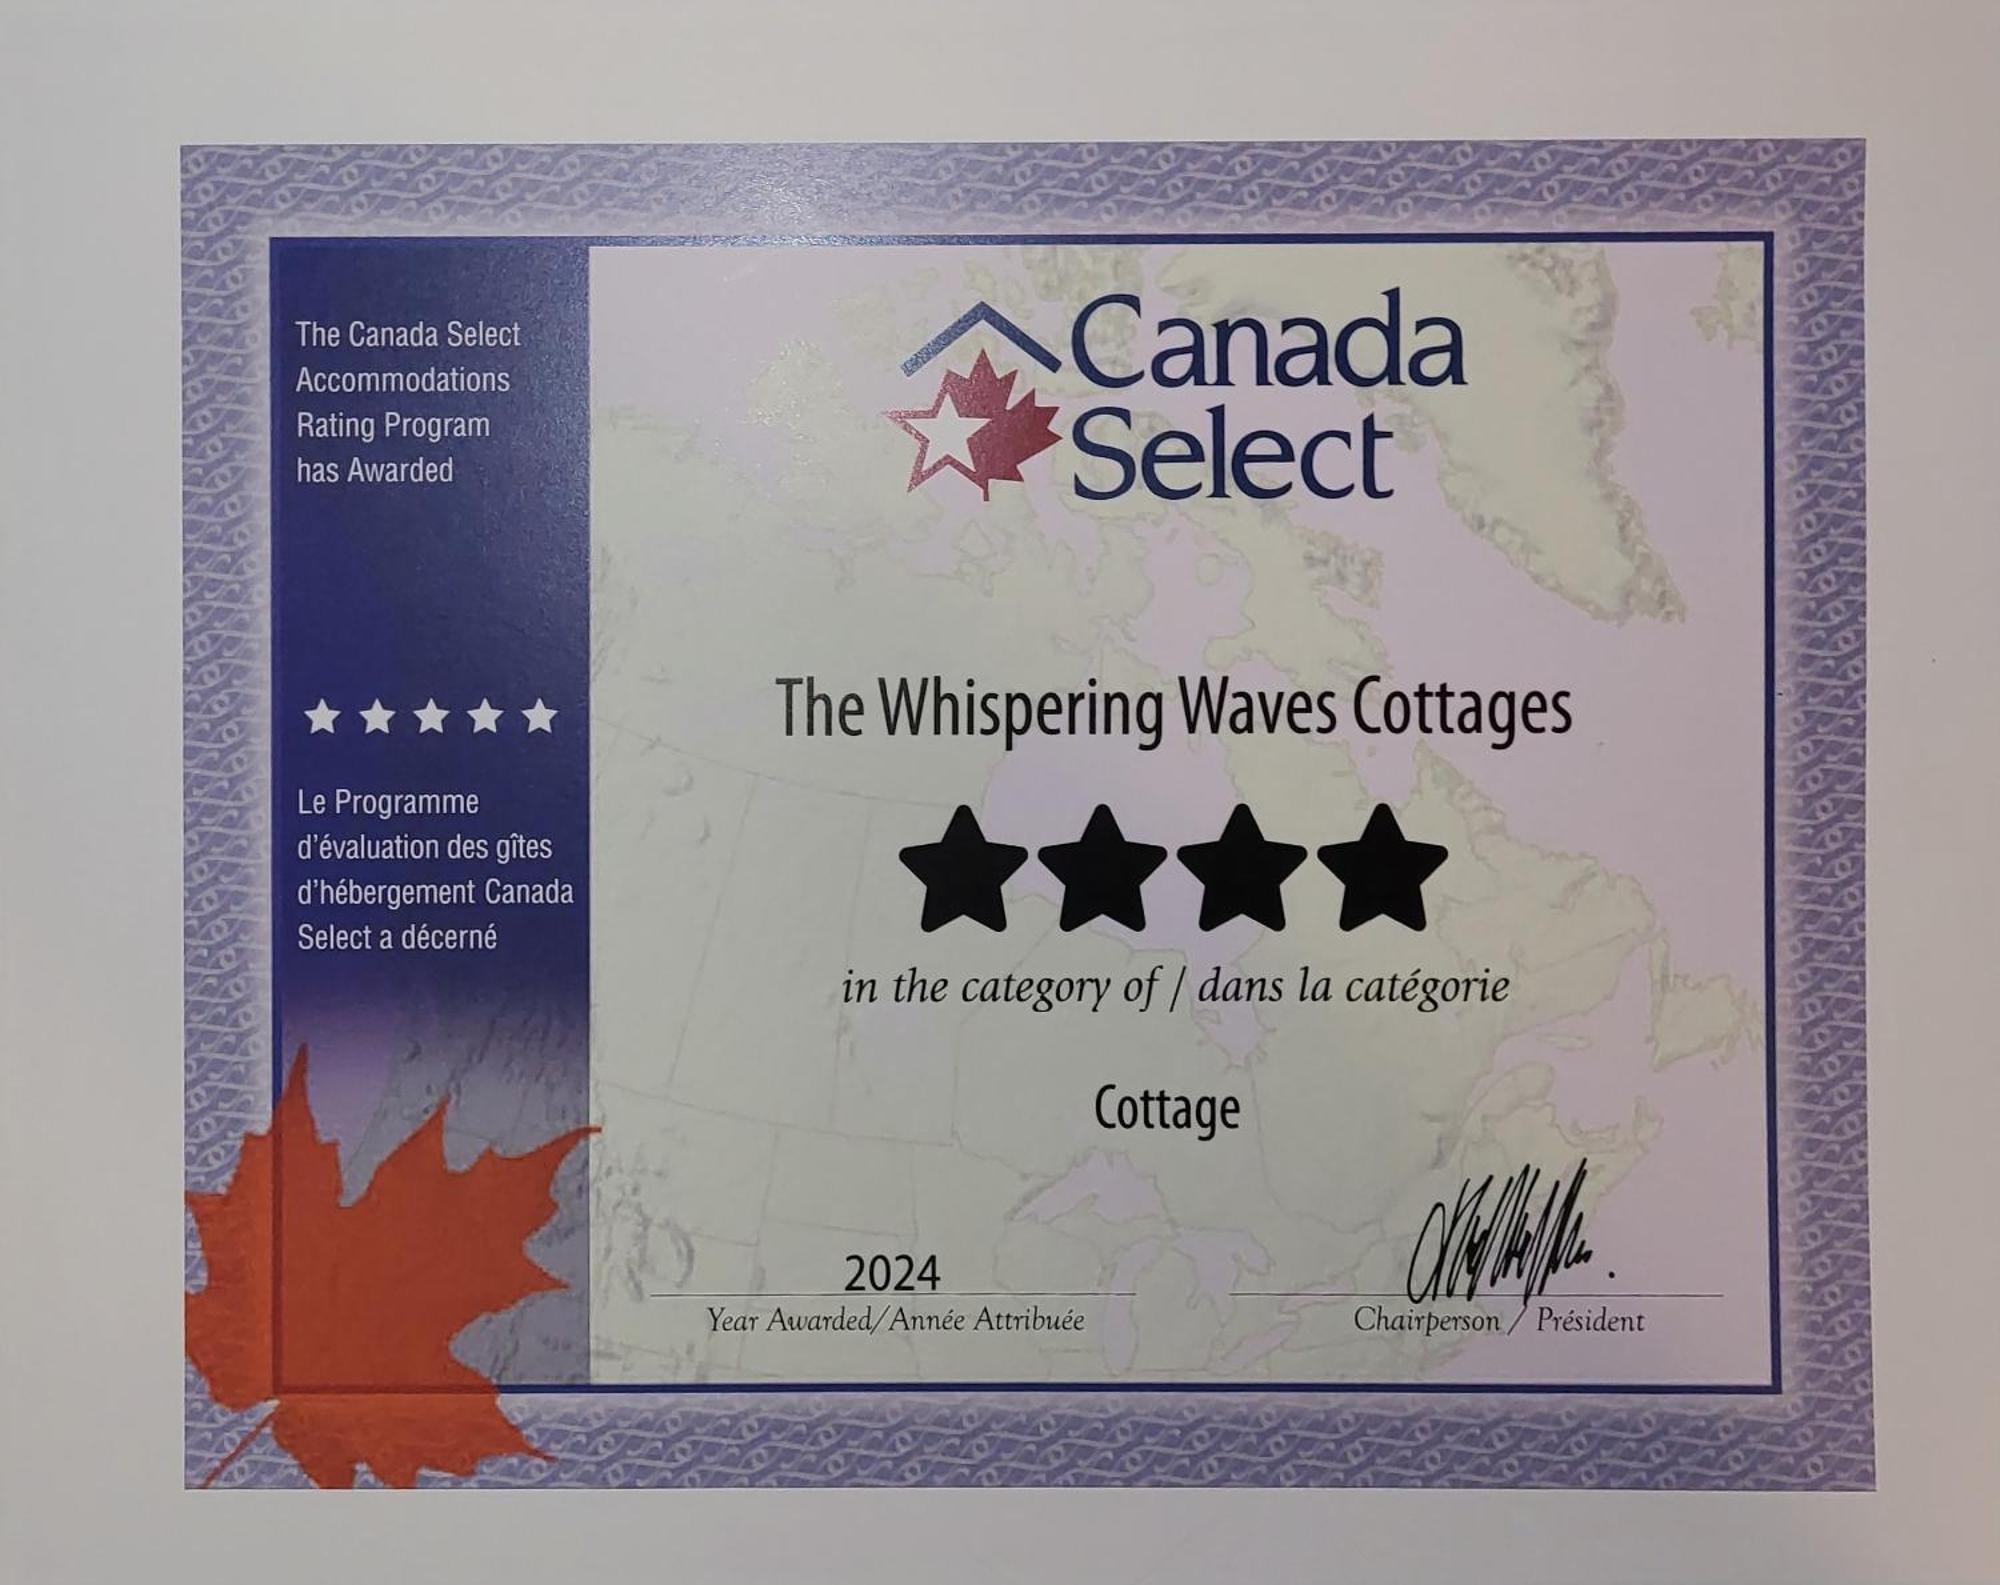 The Canada Select
Accommodations
Rating Program
has Awarded
Le Programme
d'évaluation des gîtes
d'hébergement Canada
Select a décerné
Canada
Select
The Whispering Waves Cottages
in the category of / dans la catégorie
Cottage
2024
Year Awarded/Année Attribuée
Chairperson / Président